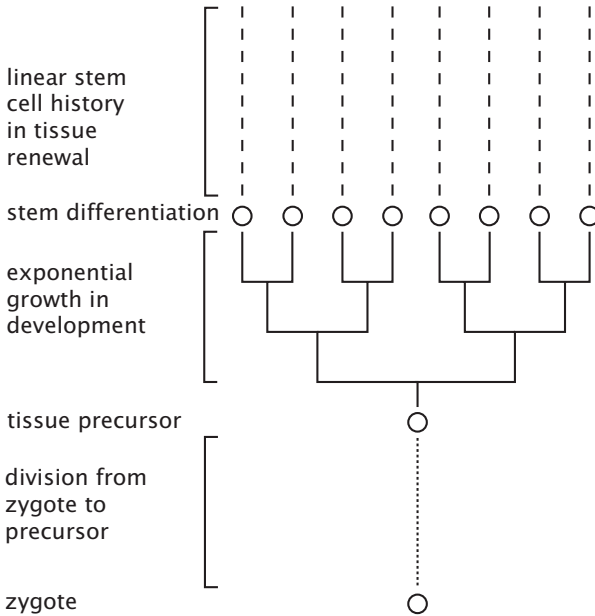 linear stem
cell history
in tissue
renewal
stem differentiation
exponential
growth in
development
tissue precursor
division from
zygote to
precursor
zygote